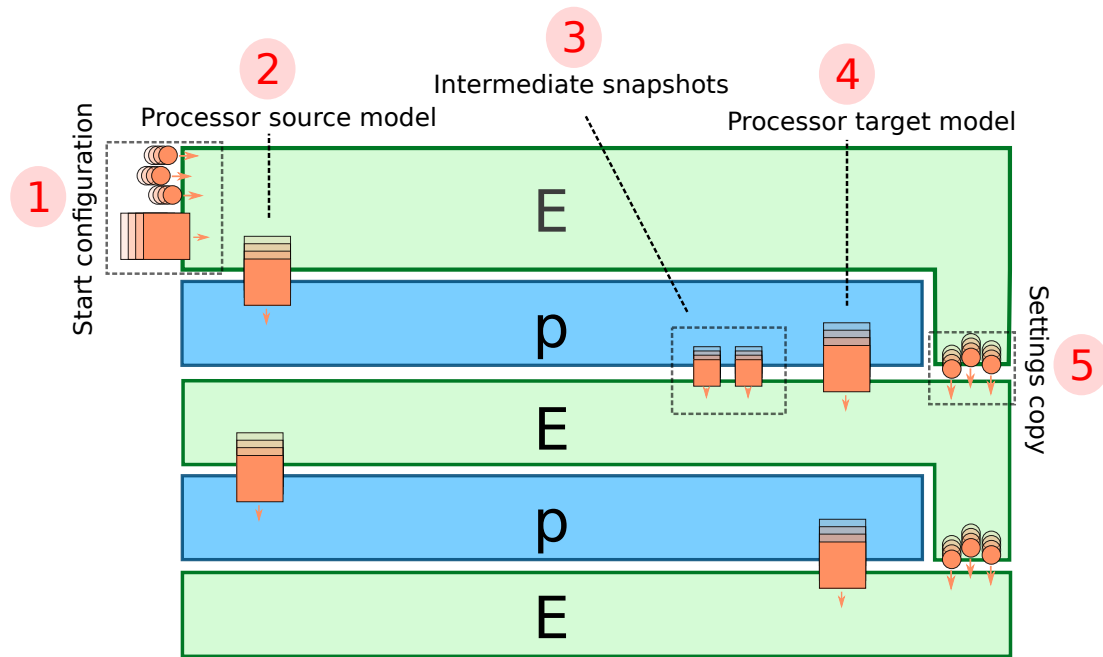 3
Intermediate snapshots
2
Processor source model
4
Processor target model
1
Start configuration
E
p
5
Settings copy
E
p
E